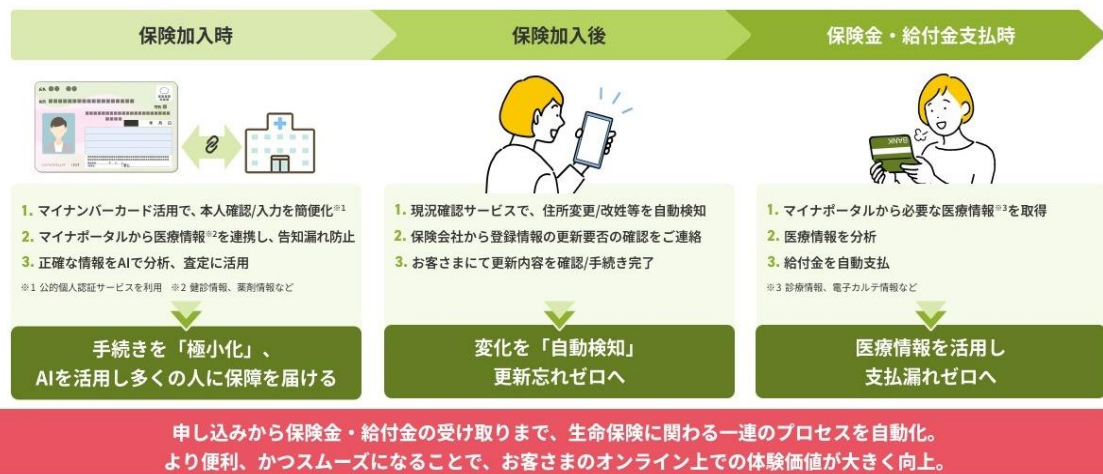 保険加入時
保険加入後
保険金・給付金支払時
BANK
1. マイナンバーカード活用で、本人確認/入力を簡便化※1
2. マイナポータルから医療情報※2を連携し、告知漏れ防止
3. 正確な情報をAIで分析、査定に活用
※1 公的個人認証サービスを利用 ※2 健診情報、薬剤情報など
1. 現況確認サービスで、住所変更/改姓等を自動検知
2. 保険会社から登録情報の更新要否の確認をご連絡
3. お客さまにて更新内容を確認/手続き完了
1. マイナポータルから必要な医療情報※3を取得
2. 医療情報を分析
3. 給付金を自動支払
※3 診療情報、電子カルテ情報など
手続きを「極小化」、
AIを活用し多くの人に保障を届ける
変化を「自動検知」
更新忘れゼロへ
医療情報を活用し
支払漏れゼロへ
申し込みから保険金・給付金の受け取りまで、生命保険に関わる一連のプロセスを自動化。
より便利、かつスムーズになることで、お客さまのオンライン上での体験価値が大きく向上。